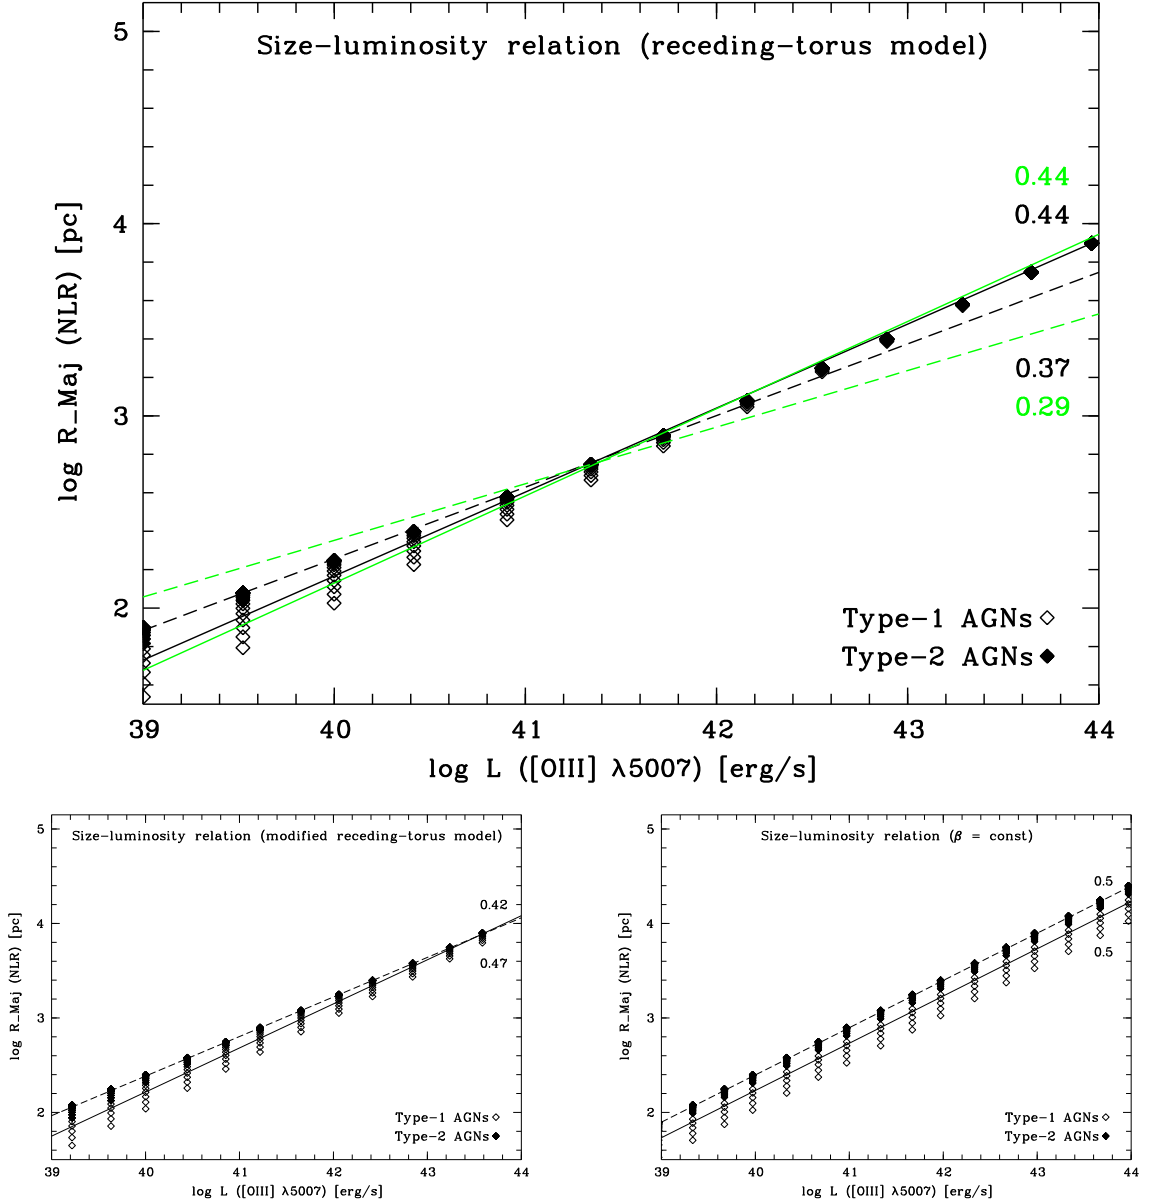 Size-luminosity relation (receding-torus model)
5
4
3
2
log R_Maj (NLR) [pc]
0.44
0.44
0.37
0.29
Type-1 AGNs
Type-2 AGNs
39 40 41 42 43 44
log L ([OIII] λ5007) [erg/s]
Size-luminosity relation (modified receding-torus model)
5
4
3
2
log R_Maj (NLR) [pc]
0.42
0.47
Type-1 AGNs
Type-2 AGNs
39 40 41 42 43 44
log L ([OIII] λ5007) [erg/s]
Size-luminosity relation (β = const)
5
4
3
2
log R_Maj (NLR) [pc]
0.5
0.5
Type-1 AGNs
Type-2 AGNs
39 40 41 42 43 44
log L ([OIII] λ5007) [erg/s]